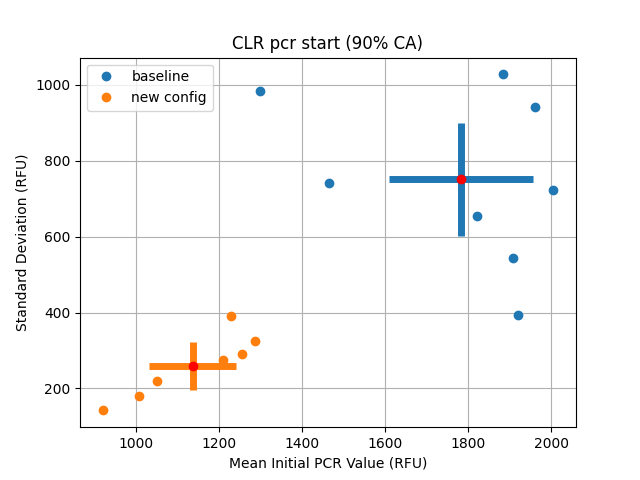 CLR pcr start (90% CA)
baseline
new config
Standard Deviation (RFU)
1000
800
600
400
200
1000 1200 1400 1600 1800 2000
Mean Initial PCR Value (RFU)